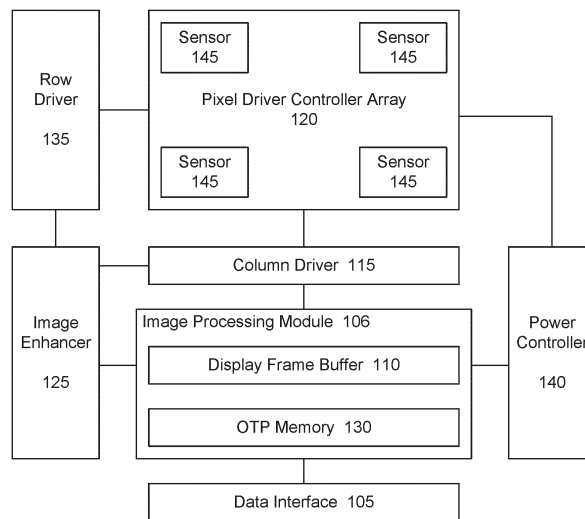 Row
Driver
135
Sensor
145
Sensor
145
Pixel Driver Controller Array
120
Sensor
145
Sensor
145
Column Driver 115
Image
Enhancer
125
Image Processing Module 106
Display Frame Buffer 110
OTP Memory 130
Power
Controller
140
Data Interface 105